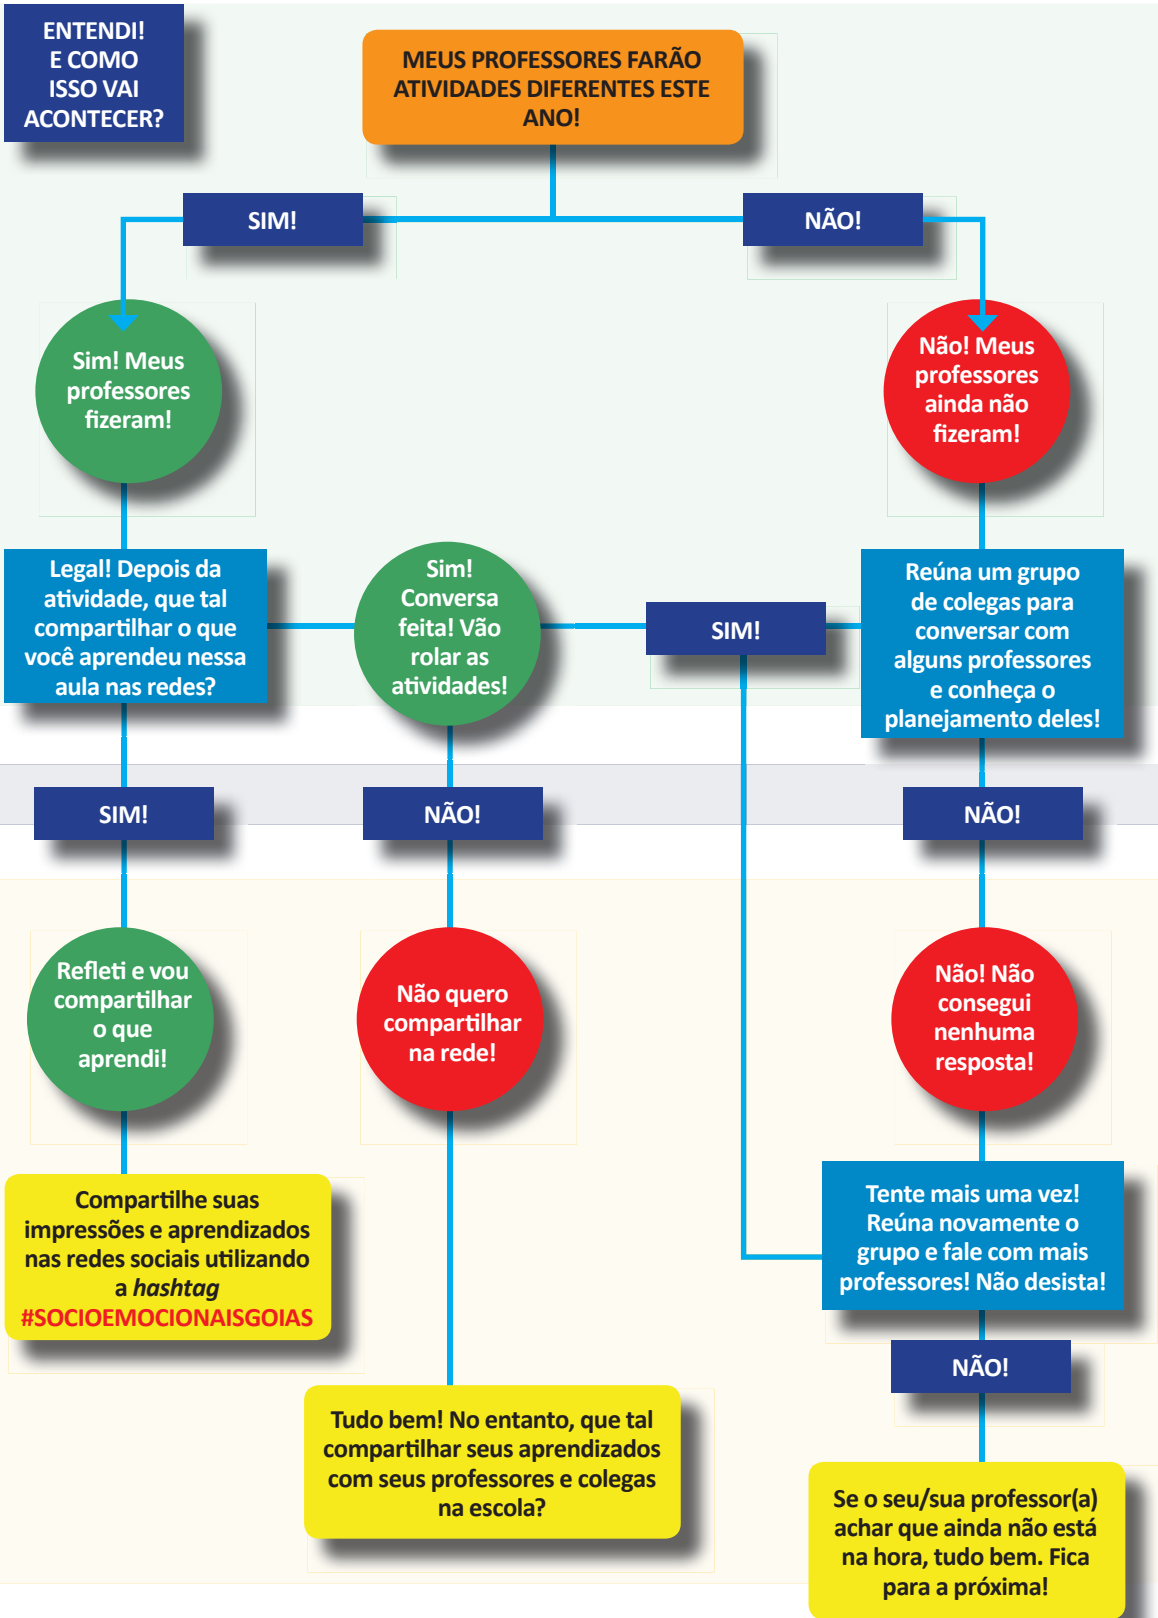 ENTENDI!
E COMO
ISSO VAI
ACONTECER?
MEUS PROFESSORES FARÃO
ATIVIDADES DIFERENTES ESTE
ANO!
SIM!
NÃO!
Sim! Meus
professores
fizeram!
Não! Meus
professores
ainda não
fizeram!
Legal! Depois da
atividade, que tal
compartilhar o que
você aprendeu nessa
aula nas redes?
Sim!
Conversa
feita! Vão
rolar as
atividades!
SIM!
Reúna um grupo
de colegas para
conversar com
alguns professores
e conheça o
planejamento deles!
SIM!
NÃO!
NÃO!
Refleti e vou
compartilhar
o que
aprendi!
Não quero
compartilhar
na rede!
Não! Não
consegui
nenhuma
resposta!
Compartilhe suas
impressões e aprendizados
nas redes sociais utilizando
a hashtag
#SOCIOEMOCIONAISGOIAS
Tente mais uma vez!
Reúna novamente o
grupo e fale com mais
professores! Não desista!
NÃO!
Tudo bem! No entanto, que tal
compartilhar seus aprendizados
com seus professores e colegas
na escola?
Se o seu/sua professor(a)
achar que ainda não está
na hora, tudo bem. Fica
para a próxima!